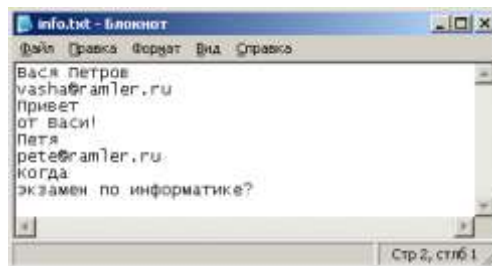 info.txt - Блокнот
Файл Правка Формат Вид Справка
Вася Петров
vasha@ramler.ru
Привет
от Васи!
Петя
pete@ramler.ru
Когда
экзамен по информатике?
Стр 2, стлб 1